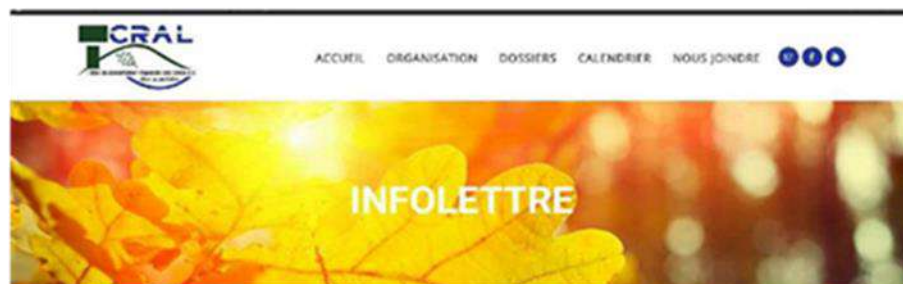 CRAL
ACCUEIL ORGANISATION DOSSIERS CALENDRIER NOUS JOINDRE
INFOLETTRE